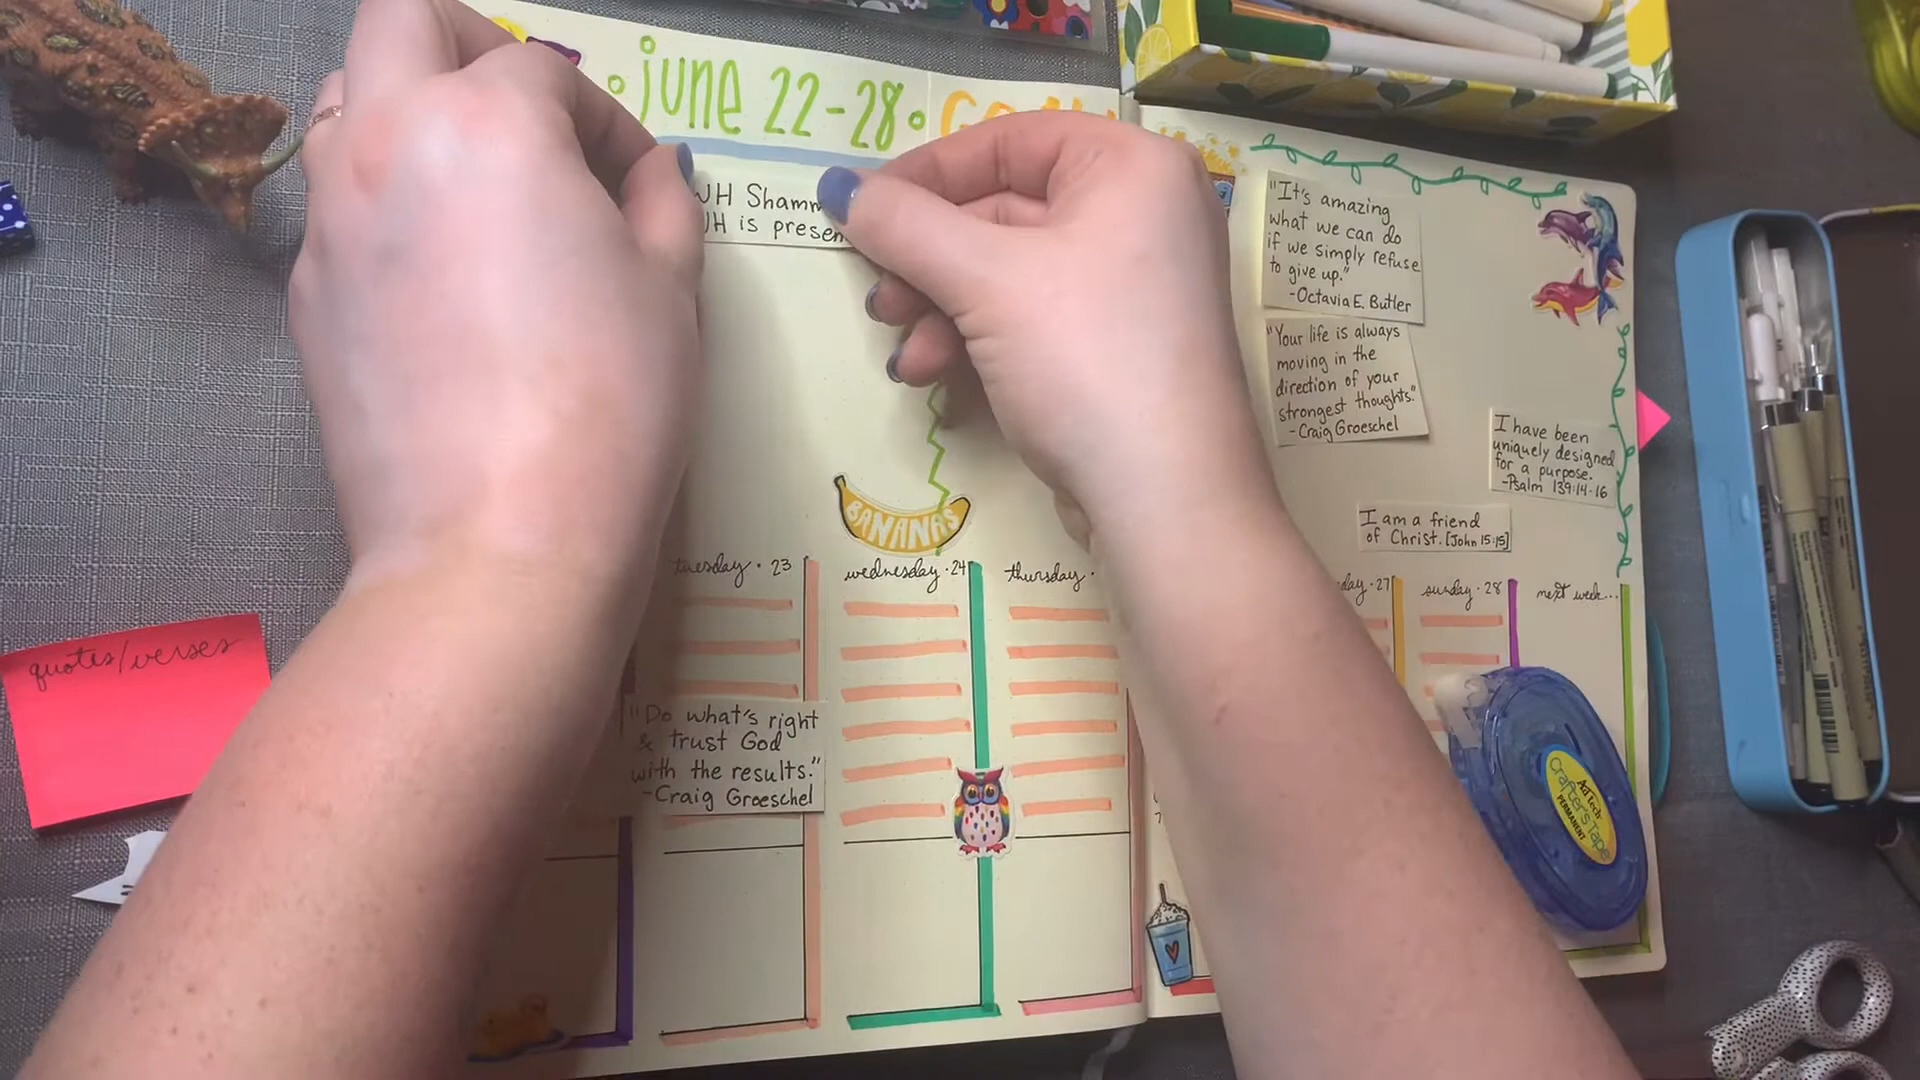 june 22-28
WH Shamm
WH is presen
"It's amazing
what we can do
if we simply refuse
to give up."
-Octavia E. Butler
"Your life is always
moving in the
direction of your
strongest thoughts."
-Craig Groeschel
I have been
uniquely designed
for a purpose.
-Psalm 139:14-16
I am a friend
of Christ. [John 15:15]
BANANAS
tuesday · 23
wednesday · 24
thursday ·
day · 27
sunday · 28
next week...
quotes/verses
"Do what's right
& trust God
with the results."
-Craig Groeschel
AdTech
Crafter's Tape
PERMANENT